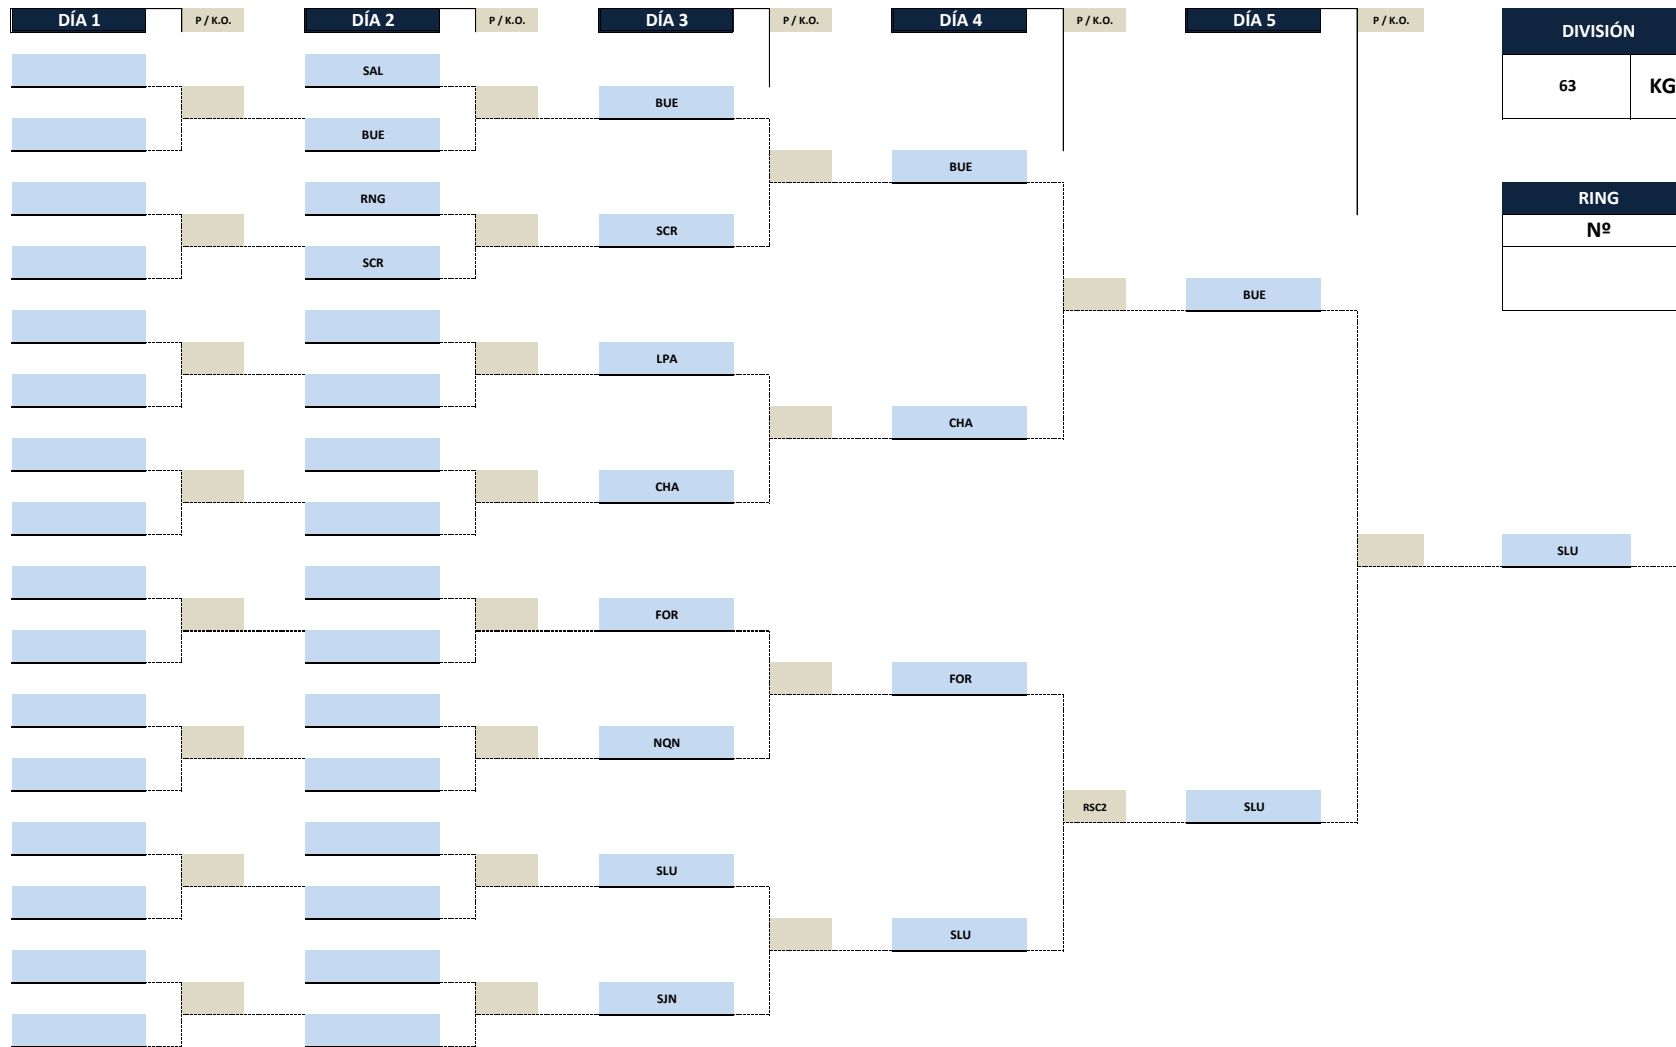 DÍA 1 P / K.O. DÍA 2 P / K.O. DÍA 3 P / K.O. DÍA 4 P / K.O. DÍA 5 P / K.O.
DIVISIÓN
63 KG
RING
Nº
SAL
BUE
RNG
SCR
BUE
SCR
LPA
CHA
FOR
NQN
SLU
SJN
BUE
CHA
FOR
SLU
RSC2
BUE
SLU
SLU